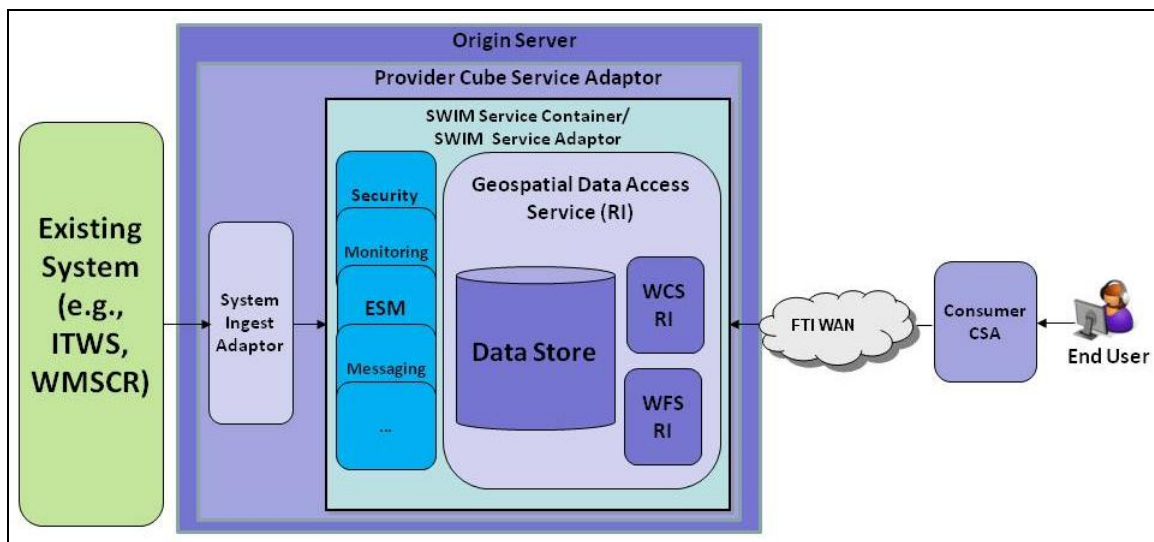 Origin Server
Provider Cube Service Adaptor
SWIM Service Container/
SWIM Service Adaptor
Existing
System
(e.g.,
ITWS,
WMSCR)
System
Ingest
Adaptor
Security
Monitoring
ESM
Messaging
...
Geospatial Data Access
Service (RI)
Data Store
WCS
RI
WFS
RI
FTI WAN
Consumer
CSA
End User